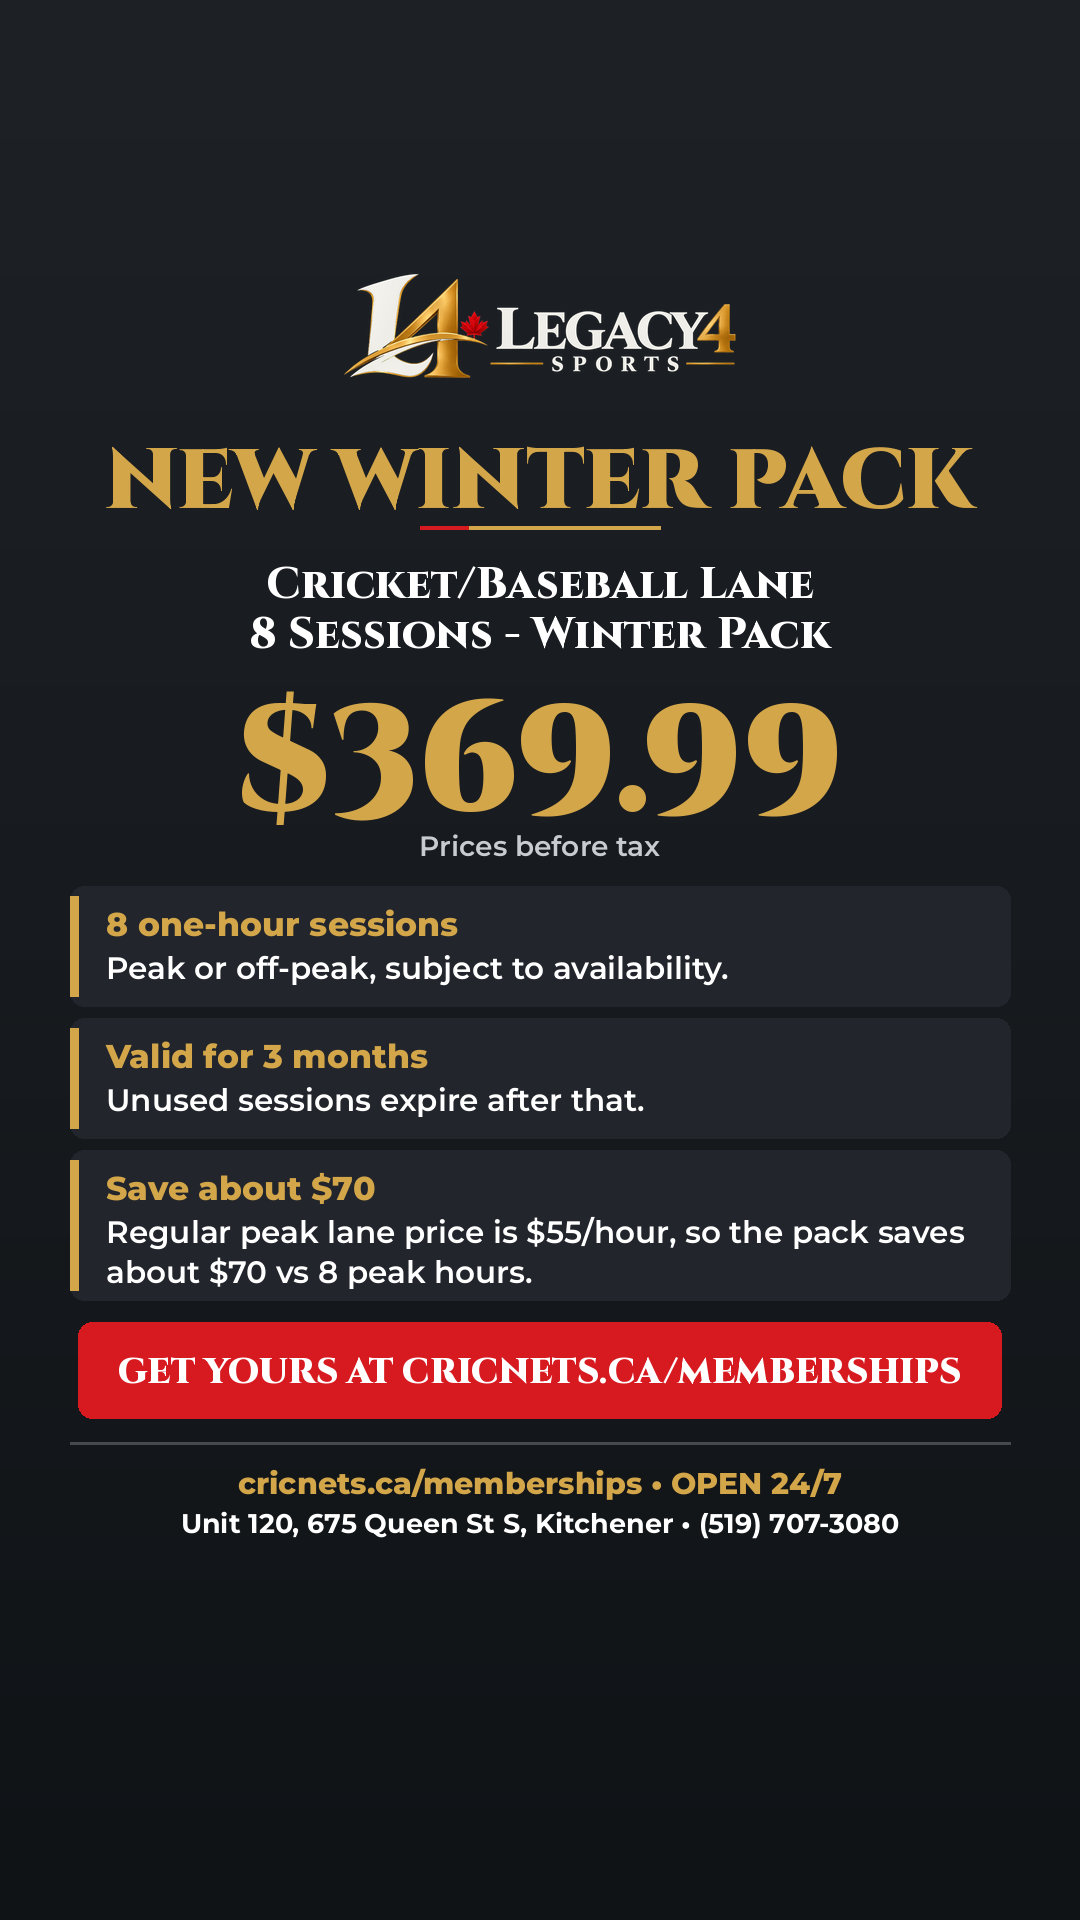 LEGACY4
SPORTS
NEW WINTER PACK
Cricket/Baseball Lane
8 Sessions - Winter Pack
$369.99
Prices before tax
8 one-hour sessions
Peak or off-peak, subject to availability.
Valid for 3 months
Unused sessions expire after that.
Save about $70
Regular peak lane price is $55/hour, so the pack saves
about $70 vs 8 peak hours.
GET YOURS AT CRICNETS.CA/MEMBERSHIPS
cricnets.ca/memberships • OPEN 24/7
Unit 120, 675 Queen St S, Kitchener • (519) 707-3080